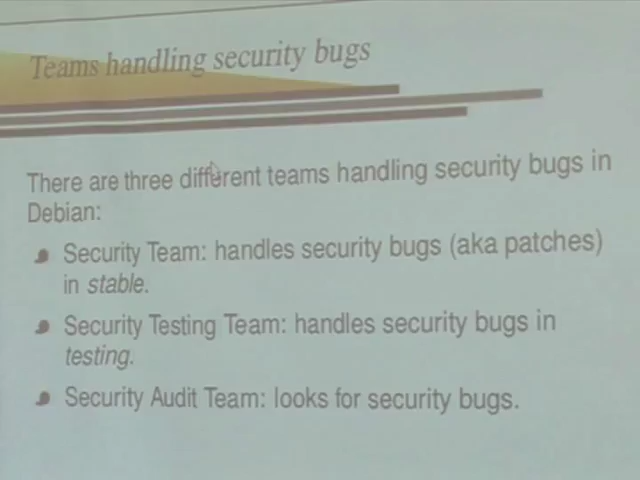 Teams handling security bugs
There are three different teams handling security bugs in
Debian:
Security Team: handles security bugs (aka patches)
in stable.
Security Testing Team: handles security bugs in
testing.
Security Audit Team: looks for security bugs.